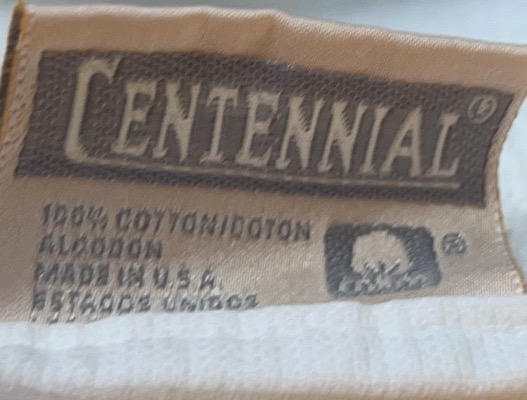 CENTENNIAL®
100% COTTON/COTON
ALGODON
MADE IN U.S.A.
ESTADOS UNIDOS
®